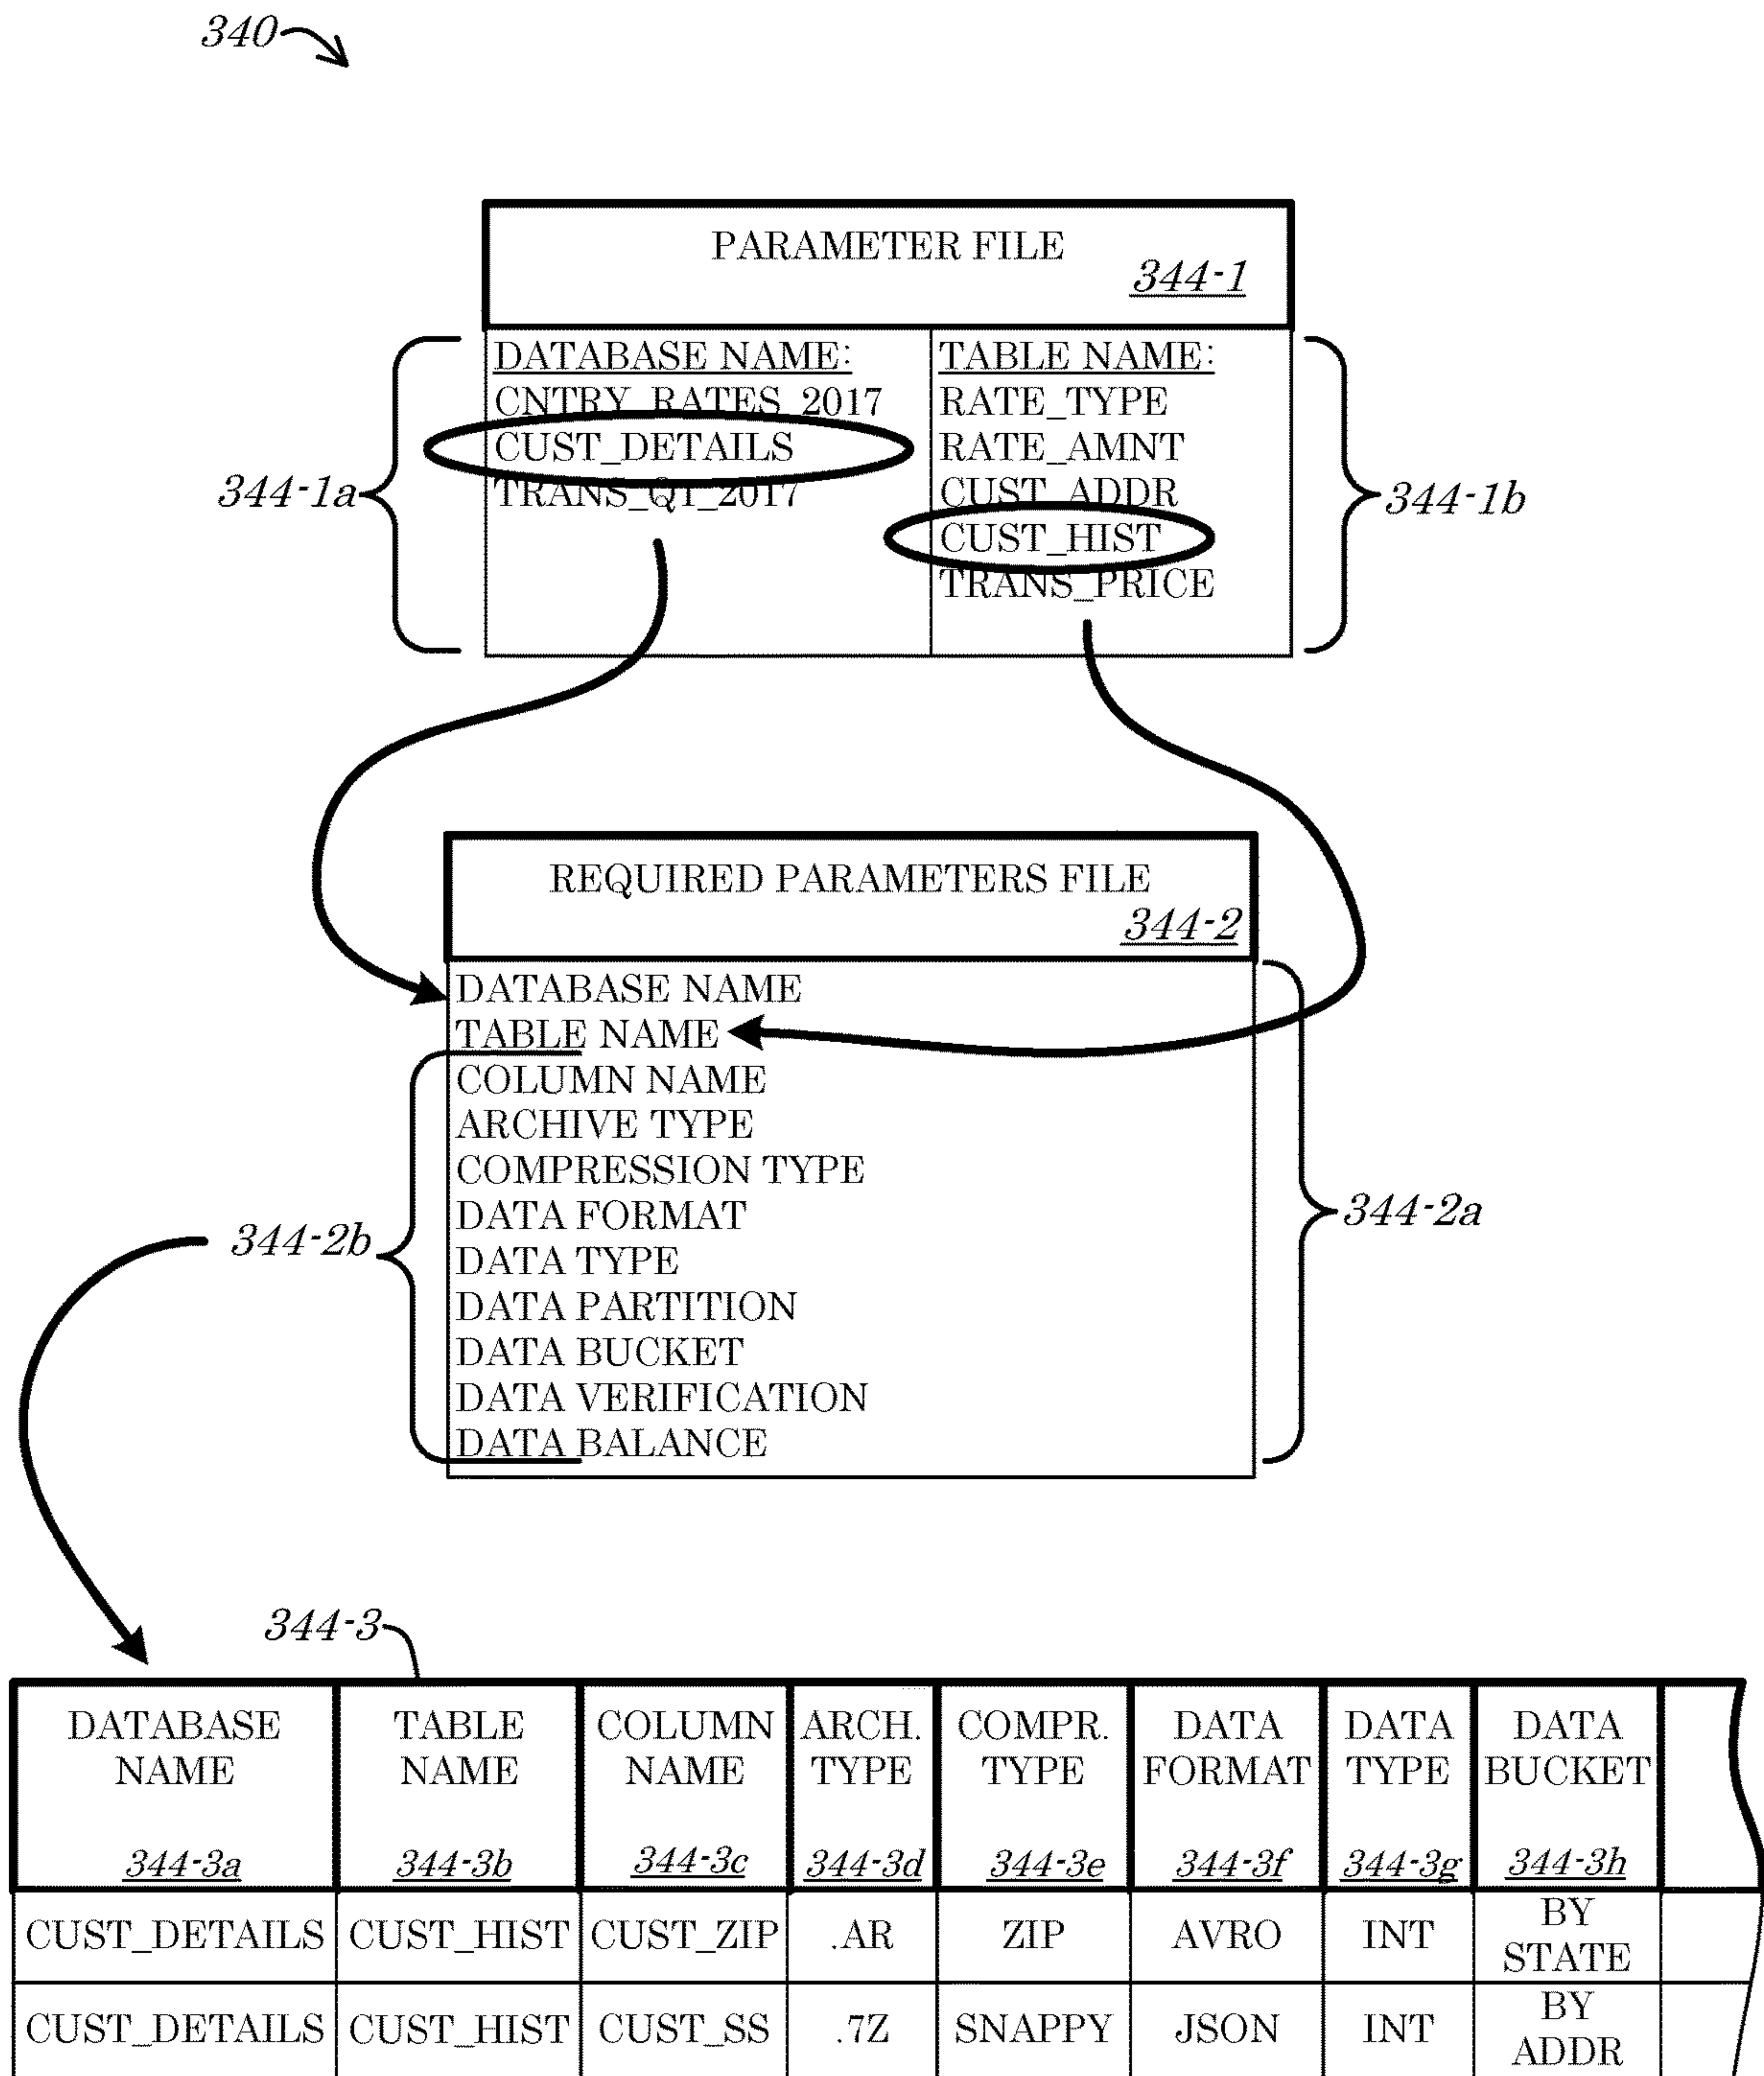 340
PARAMETER FILE
344-1
DATABASE NAME:
CNTRY_RATES_2017
CUST_DETAILS
TRANS_QT_2017
TABLE NAME:
RATE_TYPE
RATE_AMNT
CUST_ADDR
CUST_HIST
TRANS_PRICE
344-1a
344-1b
REQUIRED PARAMETERS FILE
344-2
DATABASE NAME
TABLE NAME
COLUMN NAME
ARCHIVE TYPE
COMPRESSION TYPE
DATA FORMAT
DATA TYPE
DATA PARTITION
DATA BUCKET
DATA VERIFICATION
DATA BALANCE
344-2b
344-2a
344-3
DATABASE NAME 344-3a
TABLE NAME 344-3b
COLUMN NAME 344-3c
ARCH. TYPE 344-3d
COMPR. TYPE 344-3e
DATA FORMAT 344-3f
DATA TYPE 344-3g
DATA BUCKET 344-3h
CUST_DETAILS CUST_HIST CUST_ZIP .AR ZIP AVRO INT BY STATE
CUST_DETAILS CUST_HIST CUST_SS .7Z SNAPPY JSON INT BY ADDR